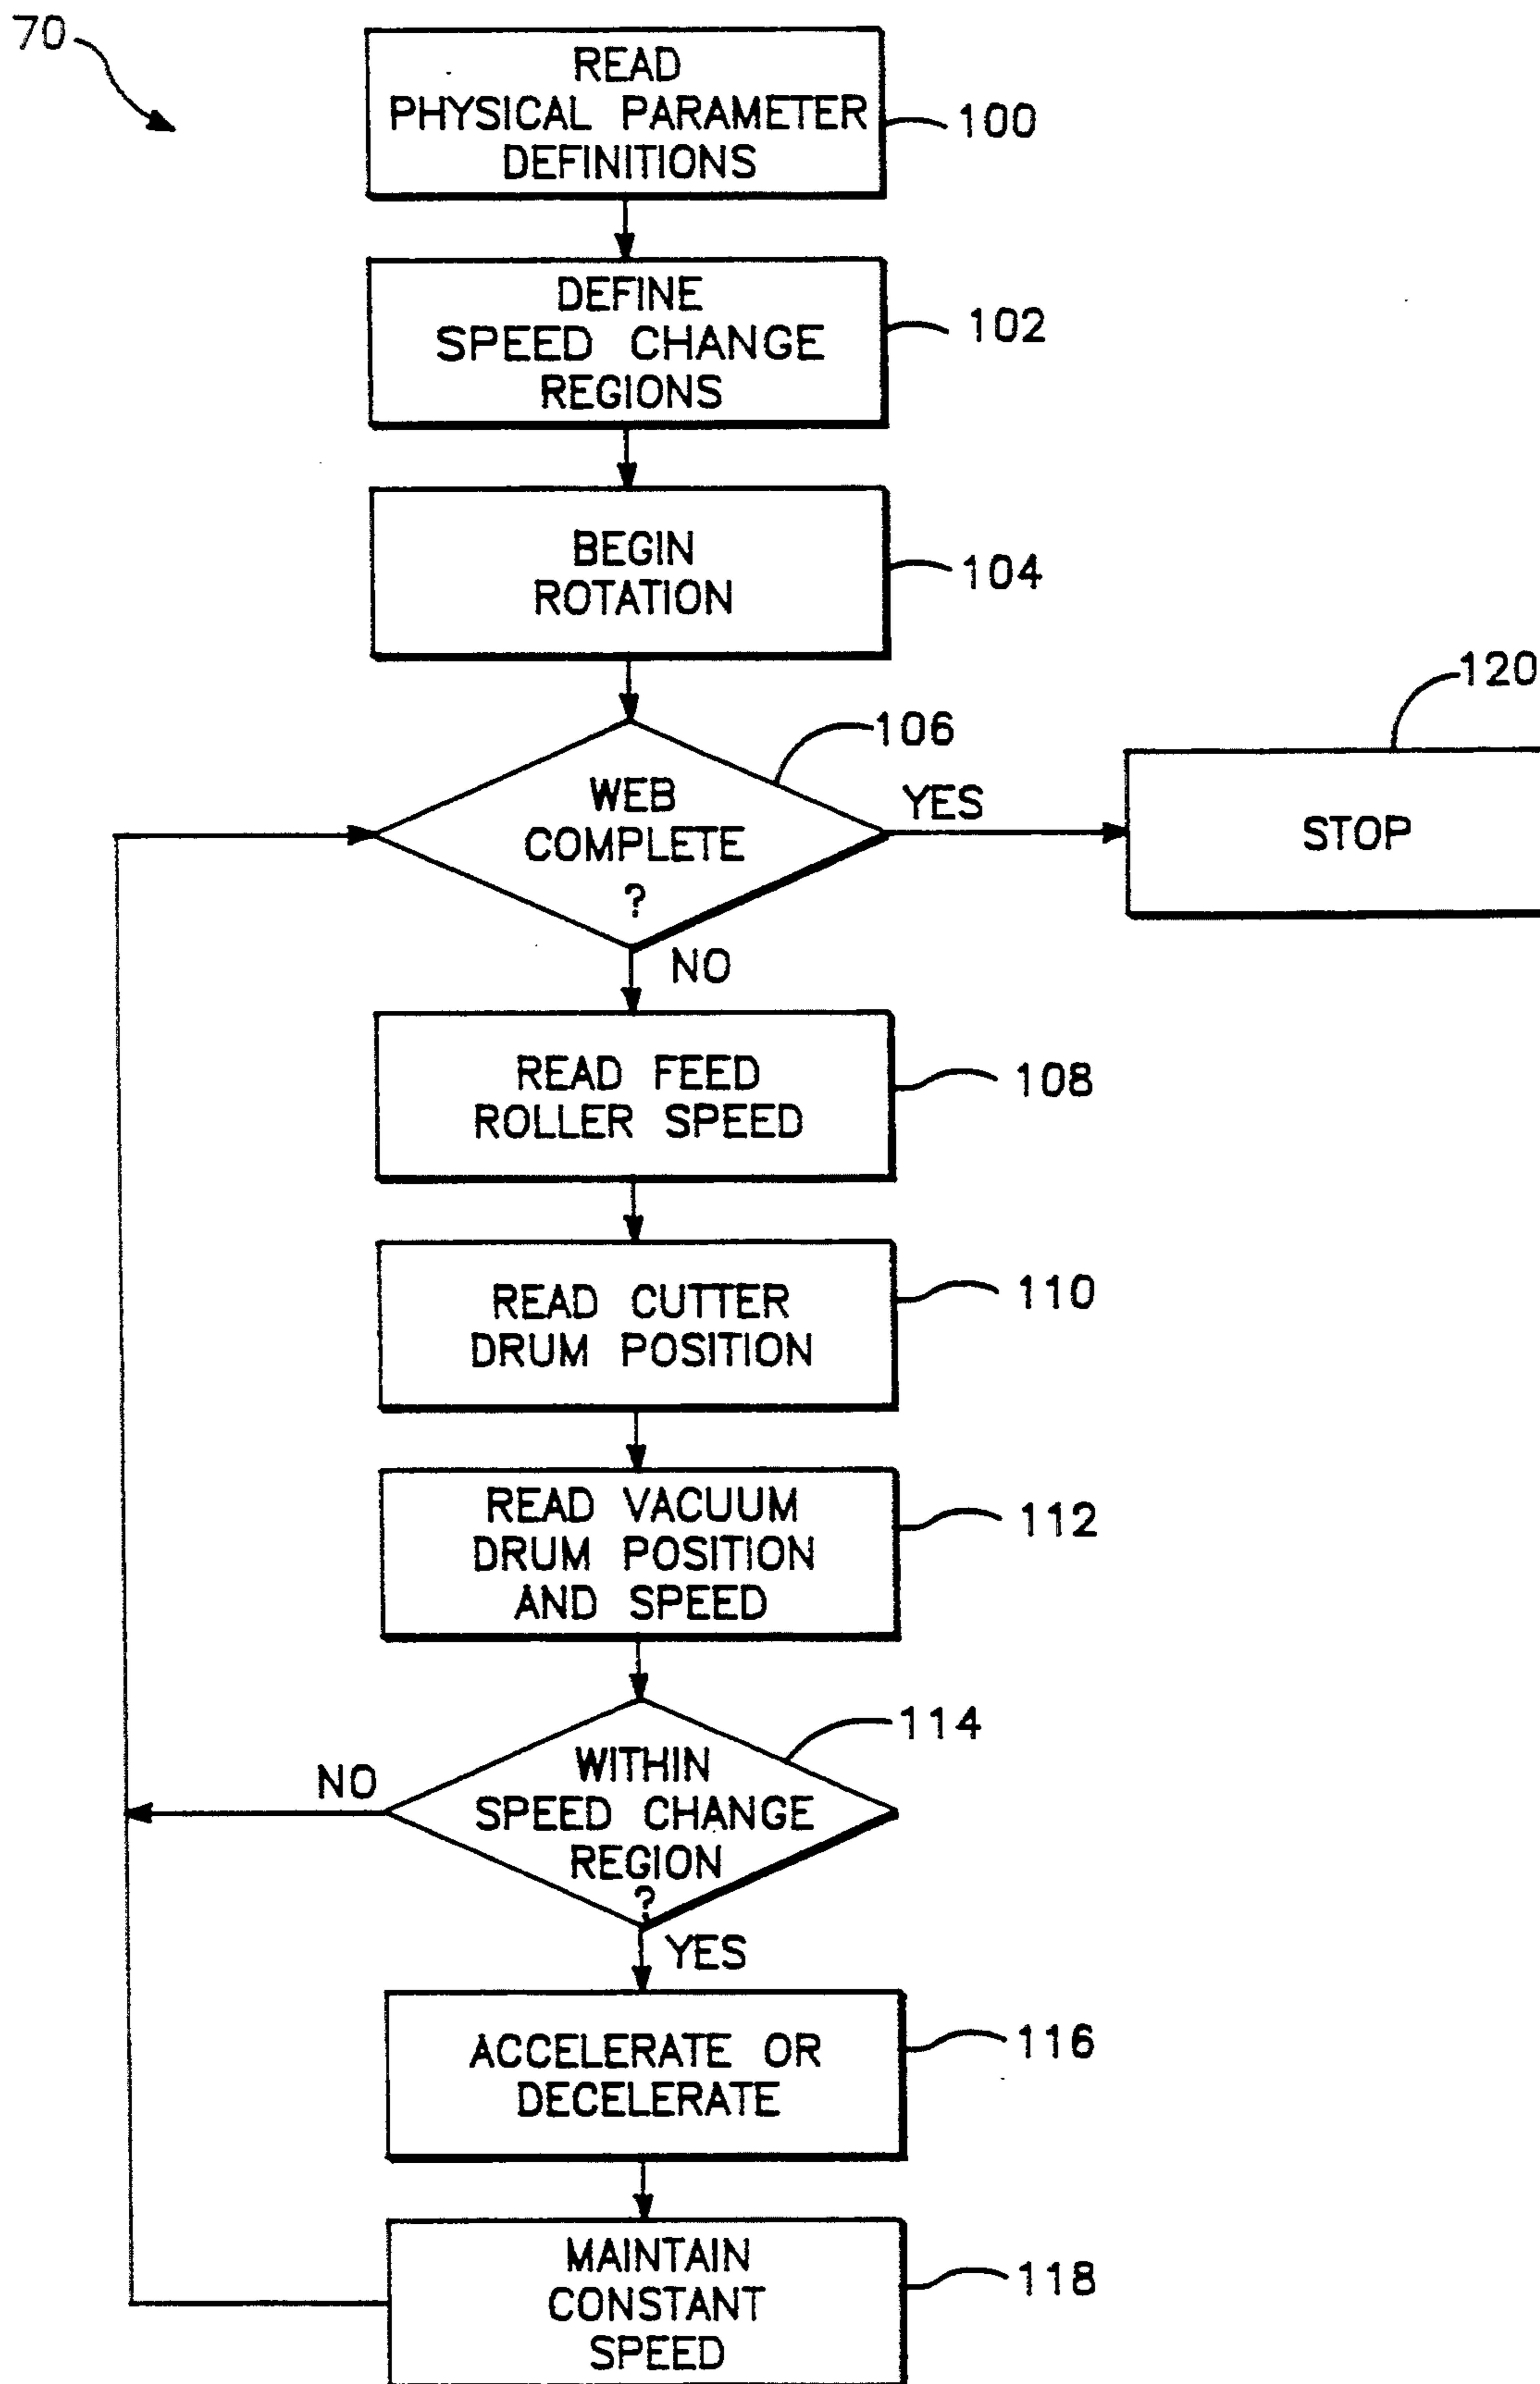 70
READ
PHYSICAL PARAMETER
DEFINITIONS
100
DEFINE
SPEED CHANGE
REGIONS
102
BEGIN
ROTATION
104
WEB
COMPLETE
?
106
YES
120
STOP
NO
READ FEED
ROLLER SPEED
108
READ CUTTER
DRUM POSITION
110
READ VACUUM
DRUM POSITION
AND SPEED
112
WITHIN
SPEED CHANGE
REGION
?
114
NO
YES
ACCELERATE OR
DECELERATE
116
MAINTAIN
CONSTANT
SPEED
118